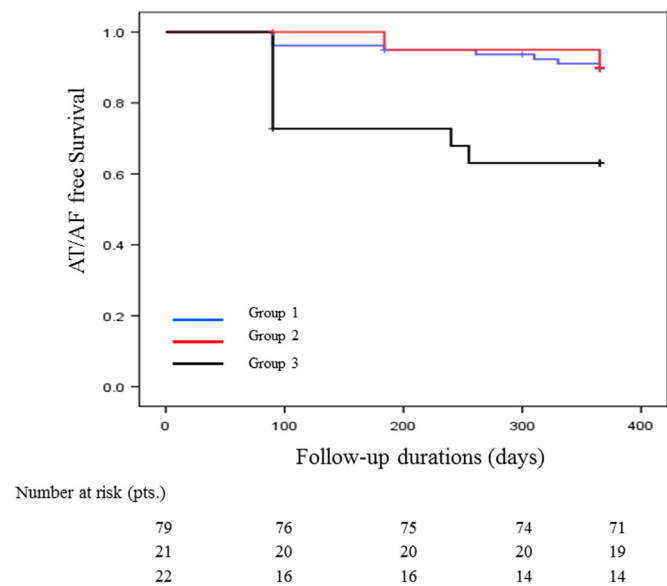 AT/AF free Survival
1.0
0.8
0.6
0.4
0.2
0.0
Group 1
Group 2
Group 3
0 100 200 300 400
Follow-up durations (days)
Number at risk (pts.)
79 76 75 74 71
21 20 20 20 19
22 16 16 14 14